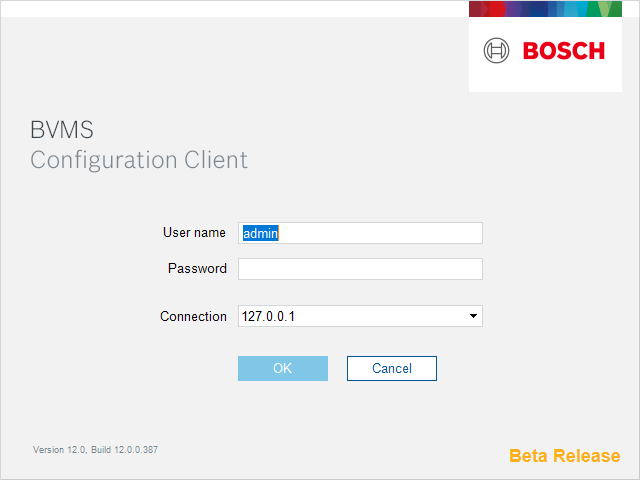 BOSCH
BVMS
Configuration Client
User name admin
Password
Connection 127.0.0.1
OK Cancel
Version 12.0, Build 12.0.0.387
Beta Release